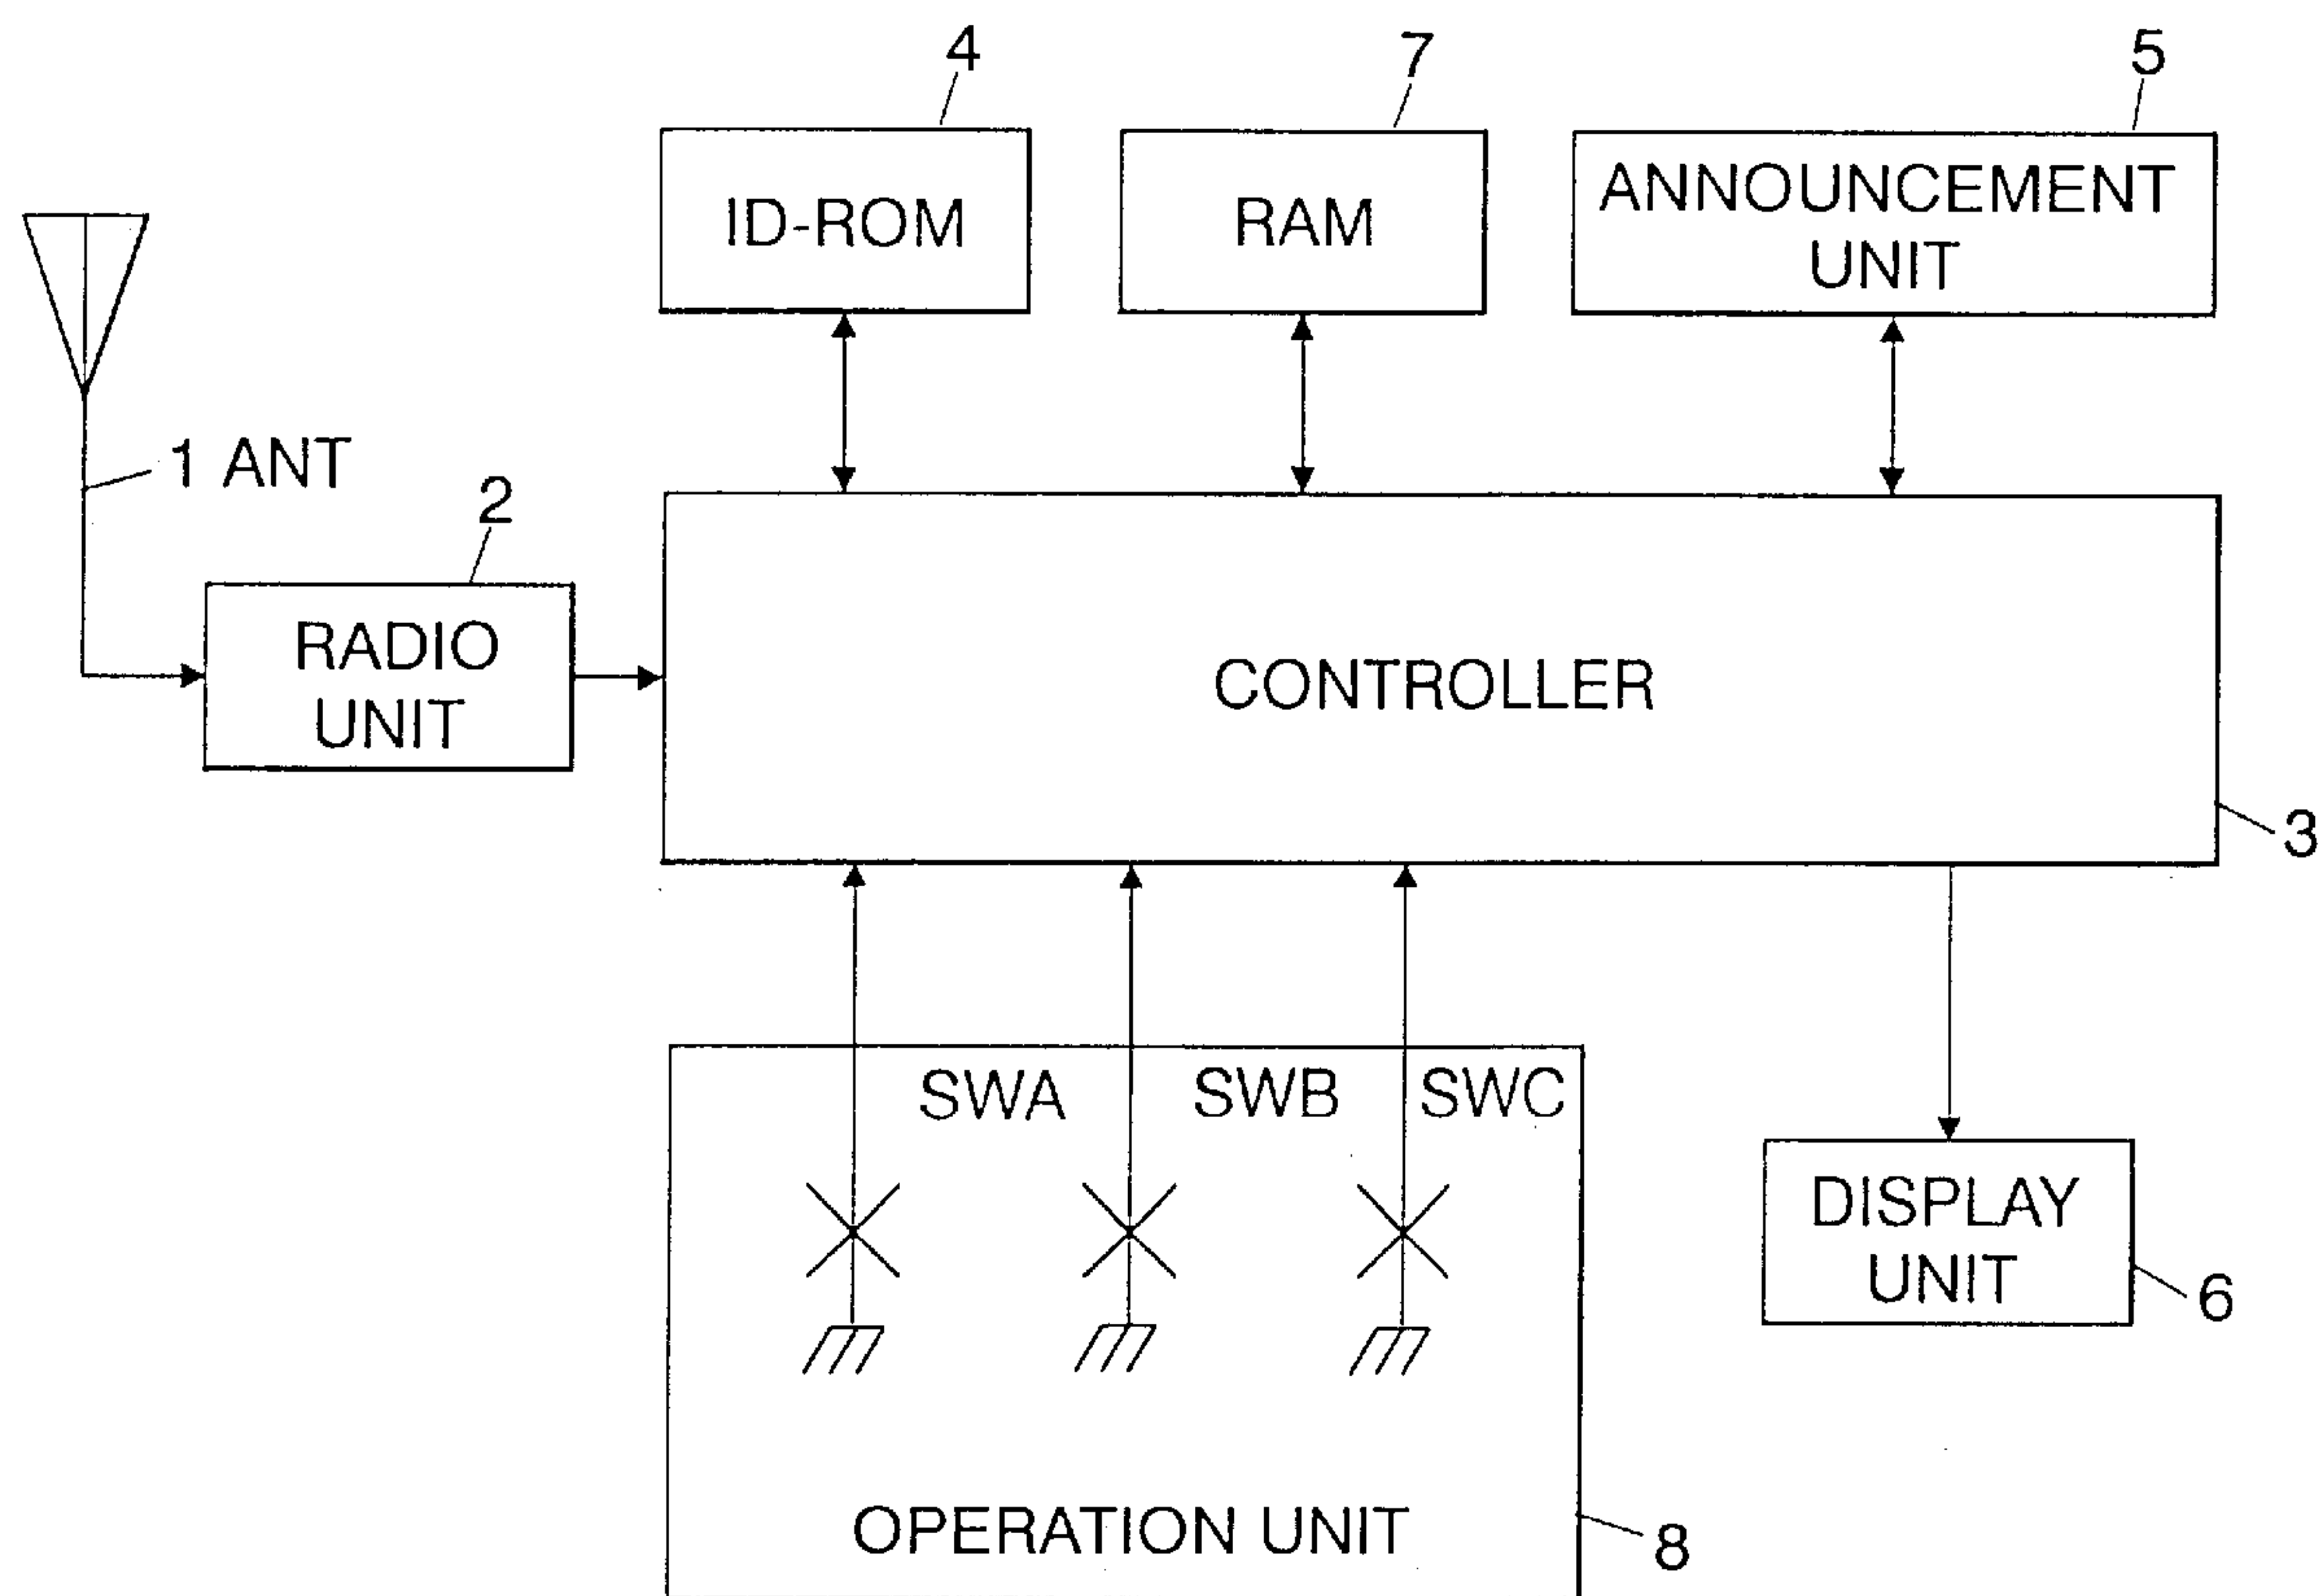 4
7
5
ID-ROM
RAM
ANNOUNCEMENT
UNIT
1 ANT
2
RADIO
UNIT
CONTROLLER
3
SWA
SWB
SWC
DISPLAY
UNIT
6
OPERATION UNIT
8